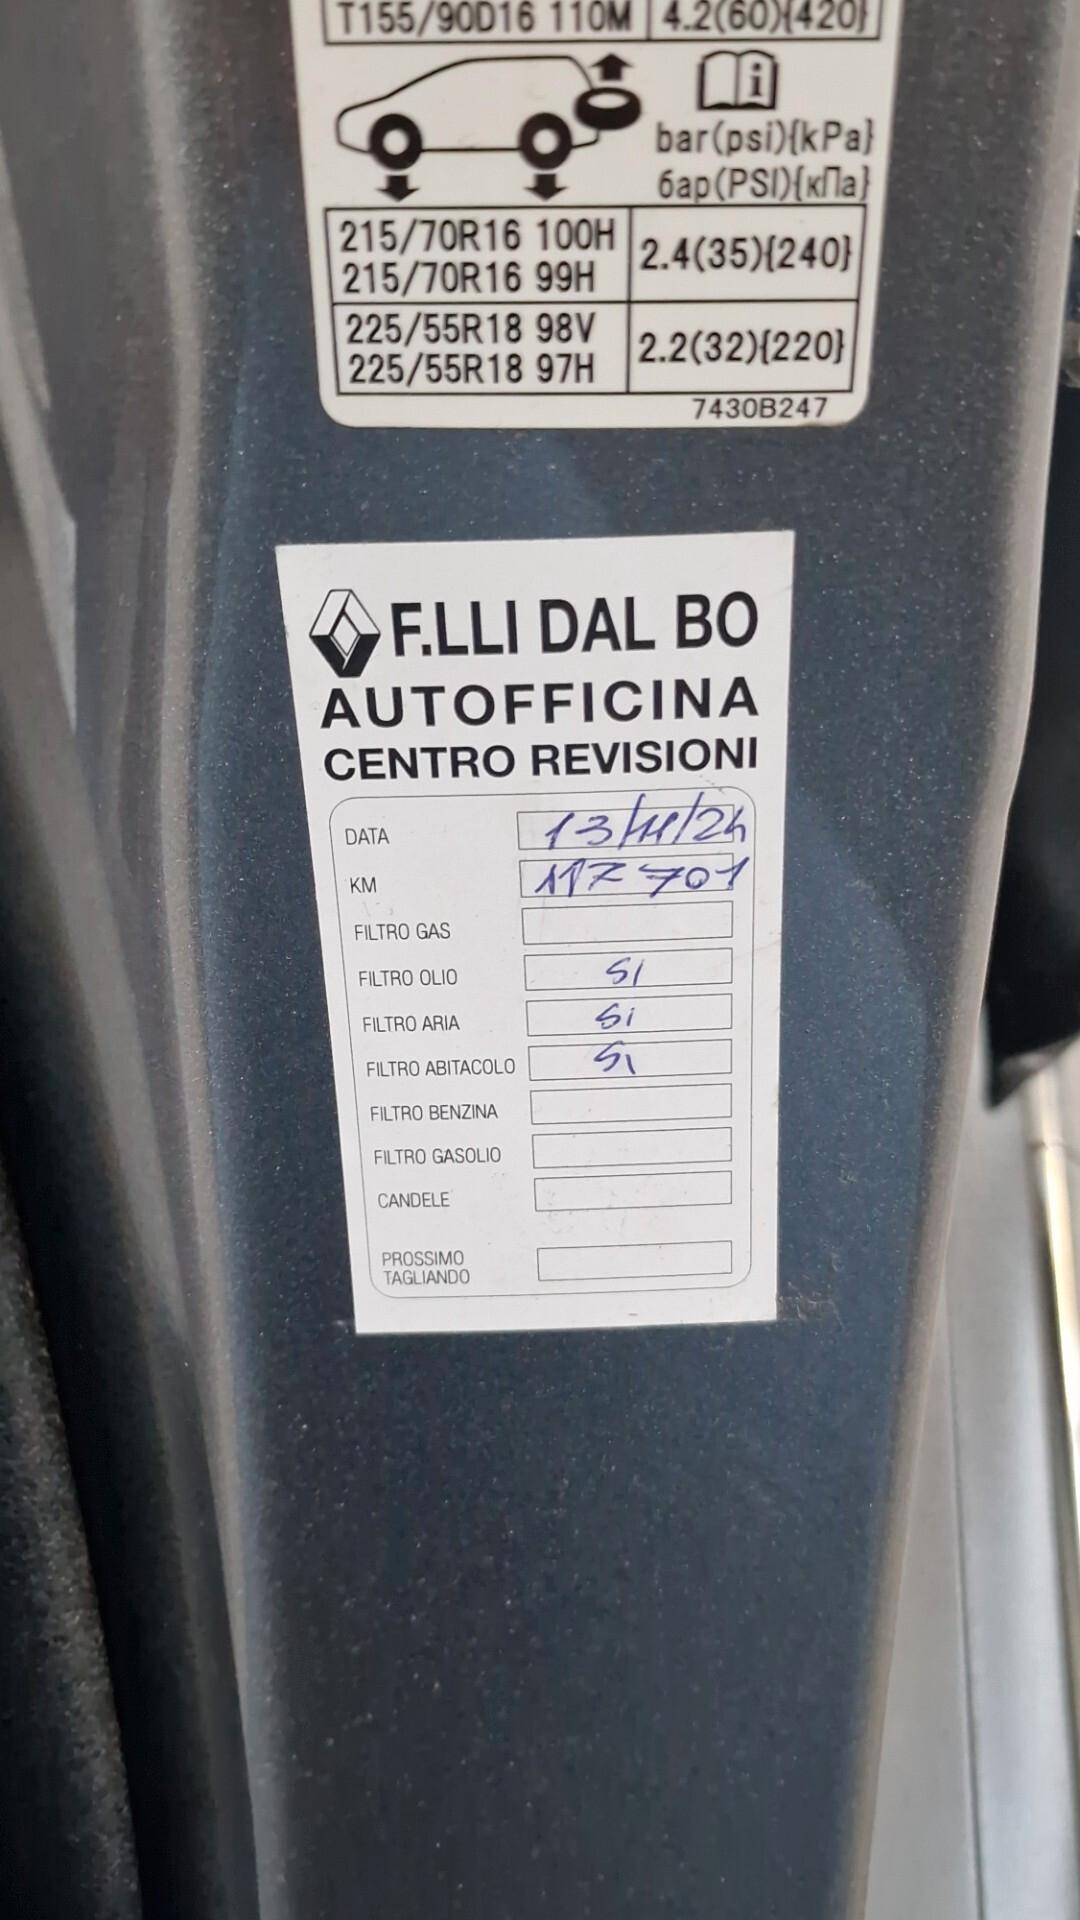 T155/90D16 110M 4.2(60){420}
bar(psi){kPa}
бар(PSI){кПа}
215/70R16 100H
215/70R16 99H
2.4(35){240}
225/55R18 98V
225/55R18 97H
2.2(32){220}
7430B247
F.LLI DAL BO
AUTOFFICINA
CENTRO REVISIONI
DATA 13/11/24
KM 117 701
FILTRO GAS
FILTRO OLIO SI
FILTRO ARIA Si
FILTRO ABITACOLO Si
FILTRO BENZINA
FILTRO GASOLIO
CANDELE
PROSSIMO
TAGLIANDO